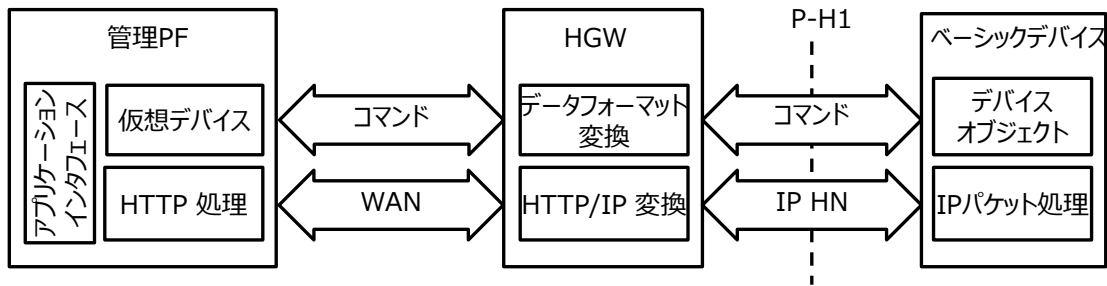 P-H1
管理PF
アプリケーション
インタフェース
仮想デバイス
HTTP 処理
コマンド
WAN
HGW
データフォーマット
変換
HTTP/IP 変換
コマンド
IP HN
ベーシックデバイス
デバイス
オブジェクト
IPパケット処理